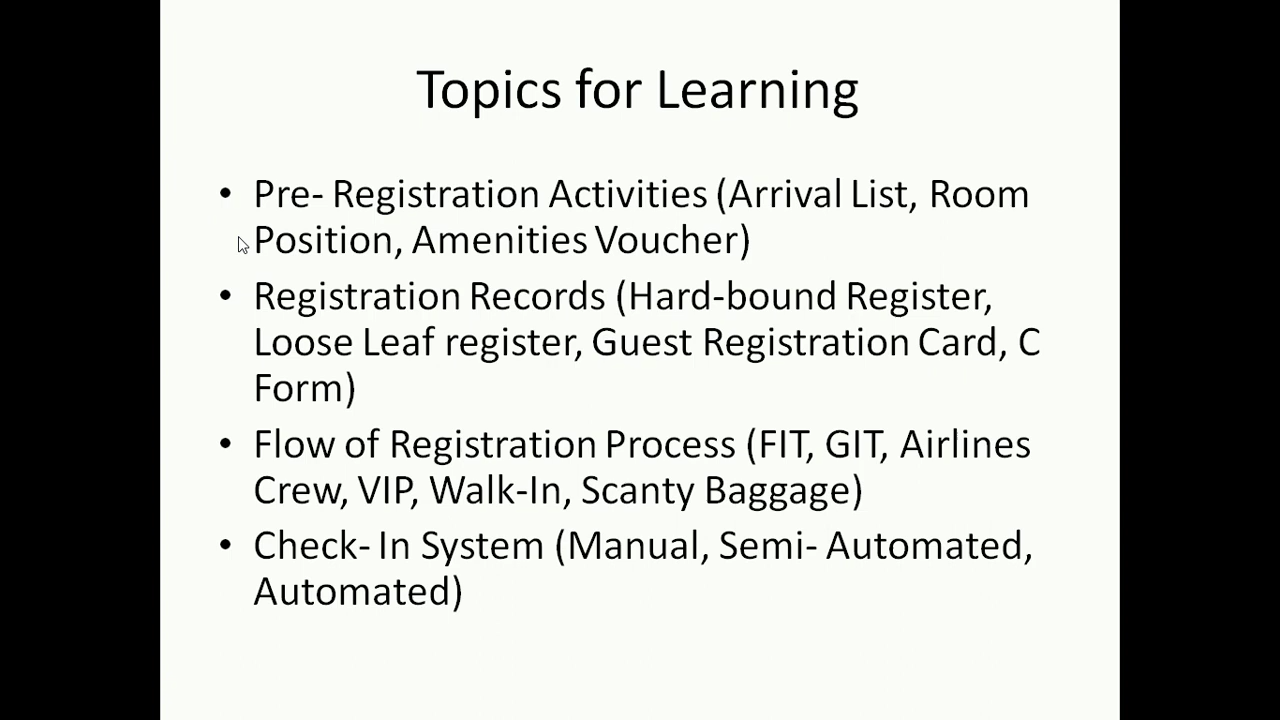 Topics for Learning
• Pre- Registration Activities (Arrival List, Room
Position, Amenities Voucher)
• Registration Records (Hard-bound Register,
Loose Leaf register, Guest Registration Card, C
Form)
• Flow of Registration Process (FIT, GIT, Airlines
Crew, VIP, Walk-In, Scanty Baggage)
• Check- In System (Manual, Semi- Automated,
Automated)